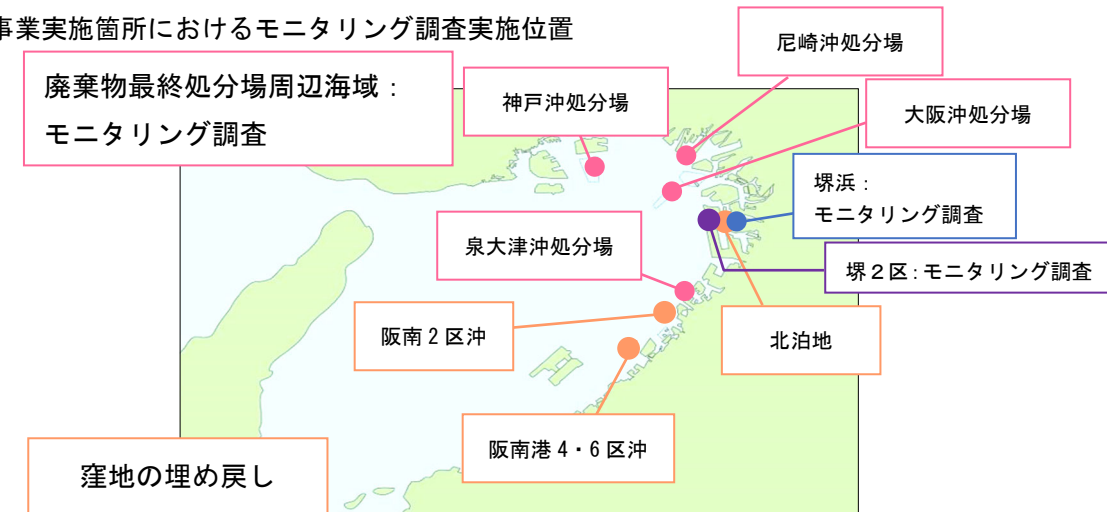 事業実施箇所におけるモニタリング調査実施位置
廃棄物最終処分場周辺海域：
モニタリング調査
神戸沖処分場
尼崎沖処分場
大阪沖処分場
堺浜：
モニタリング調査
泉大津沖処分場
堺２区：モニタリング調査
阪南２区沖
北泊地
阪南港４・６区沖
窪地の埋め戻し